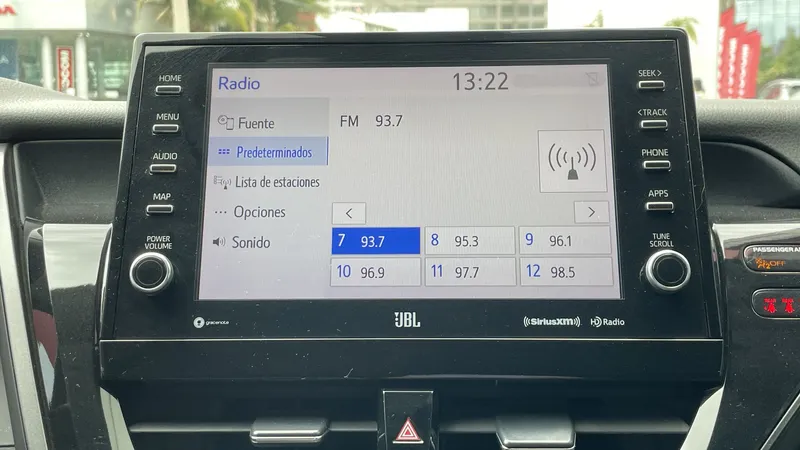 HOME
MENU
AUDIO
MAP
POWER
VOLUME
Radio
13:22
Fuente
Predeterminados
Lista de estaciones
Opciones
Sonido
FM 93.7
<
>
7 93.7
8 95.3
9 96.1
10 96.9
11 97.7
12 98.5
SEEK>
<TRACK
PHONE
APPS
TUNE
SCROLL
gracenote
JBL
((SiriusXM))
HD Radio
PASSENGER
OFF